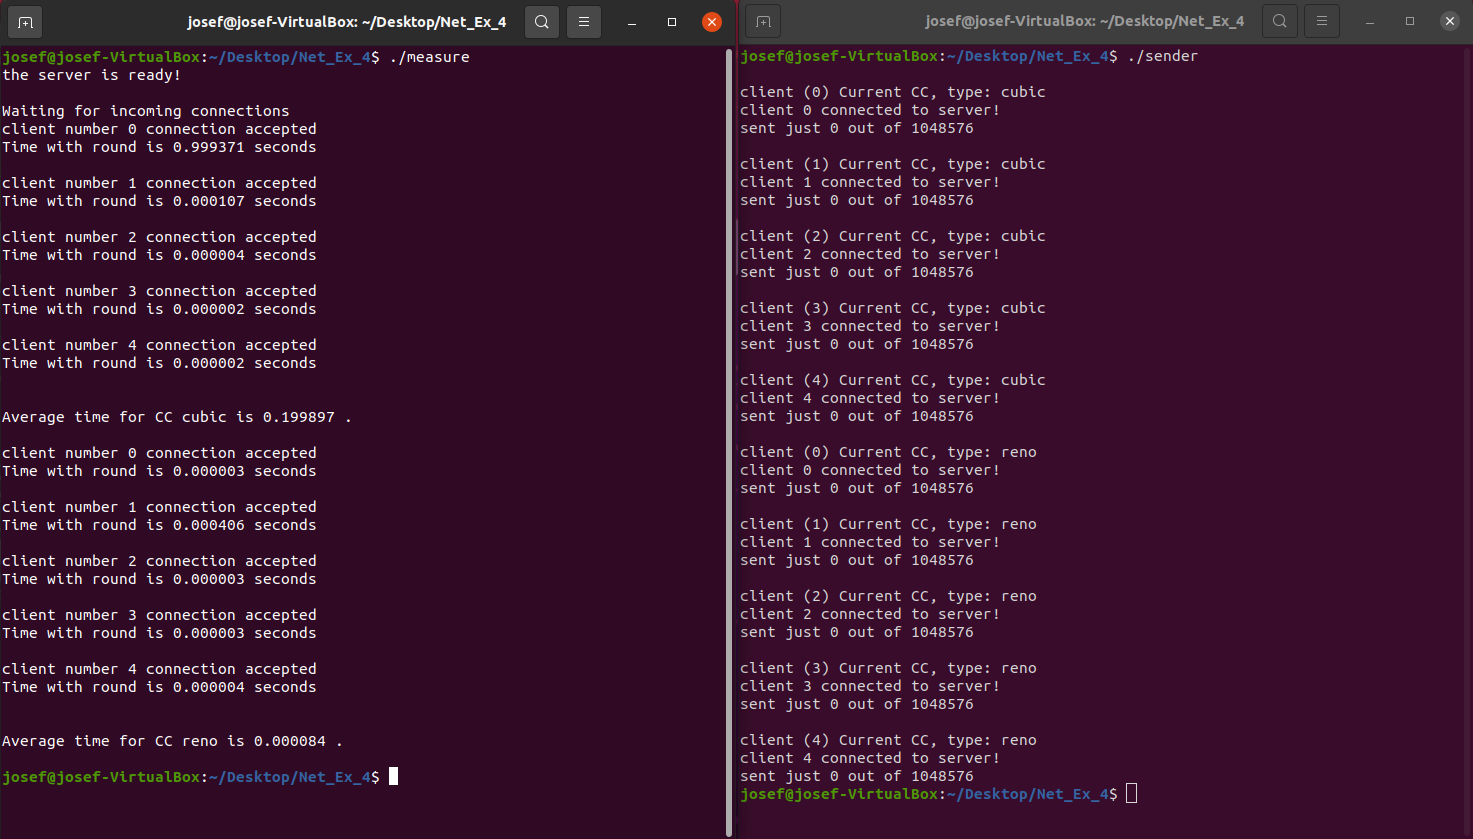 josef@josef-VirtualBox: ~/Desktop/Net_Ex_4
josef@josef-VirtualBox:~/Desktop/Net_Ex_4$ ./measure
the server is ready!
Waiting for incoming connections
client number 0 connection accepted
Time with round is 0.999371 seconds
client number 1 connection accepted
Time with round is 0.000107 seconds
client number 2 connection accepted
Time with round is 0.000004 seconds
client number 3 connection accepted
Time with round is 0.000002 seconds
client number 4 connection accepted
Time with round is 0.000002 seconds
Average time for CC cubic is 0.199897 .
client number 0 connection accepted
Time with round is 0.000003 seconds
client number 1 connection accepted
Time with round is 0.000406 seconds
client number 2 connection accepted
Time with round is 0.000003 seconds
client number 3 connection accepted
Time with round is 0.000003 seconds
client number 4 connection accepted
Time with round is 0.000004 seconds
Average time for CC reno is 0.000084 .
josef@josef-VirtualBox:~/Desktop/Net_Ex_4$
josef@josef-VirtualBox: ~/Desktop/Net_Ex_4
josef@josef-VirtualBox:~/Desktop/Net_Ex_4$ ./sender
client (0) Current CC, type: cubic
client 0 connected to server!
sent just 0 out of 1048576
client (1) Current CC, type: cubic
client 1 connected to server!
sent just 0 out of 1048576
client (2) Current CC, type: cubic
client 2 connected to server!
sent just 0 out of 1048576
client (3) Current CC, type: cubic
client 3 connected to server!
sent just 0 out of 1048576
client (4) Current CC, type: cubic
client 4 connected to server!
sent just 0 out of 1048576
client (0) Current CC, type: reno
client 0 connected to server!
sent just 0 out of 1048576
client (1) Current CC, type: reno
client 1 connected to server!
sent just 0 out of 1048576
client (2) Current CC, type: reno
client 2 connected to server!
sent just 0 out of 1048576
client (3) Current CC, type: reno
client 3 connected to server!
sent just 0 out of 1048576
client (4) Current CC, type: reno
client 4 connected to server!
sent just 0 out of 1048576
josef@josef-VirtualBox:~/Desktop/Net_Ex_4$